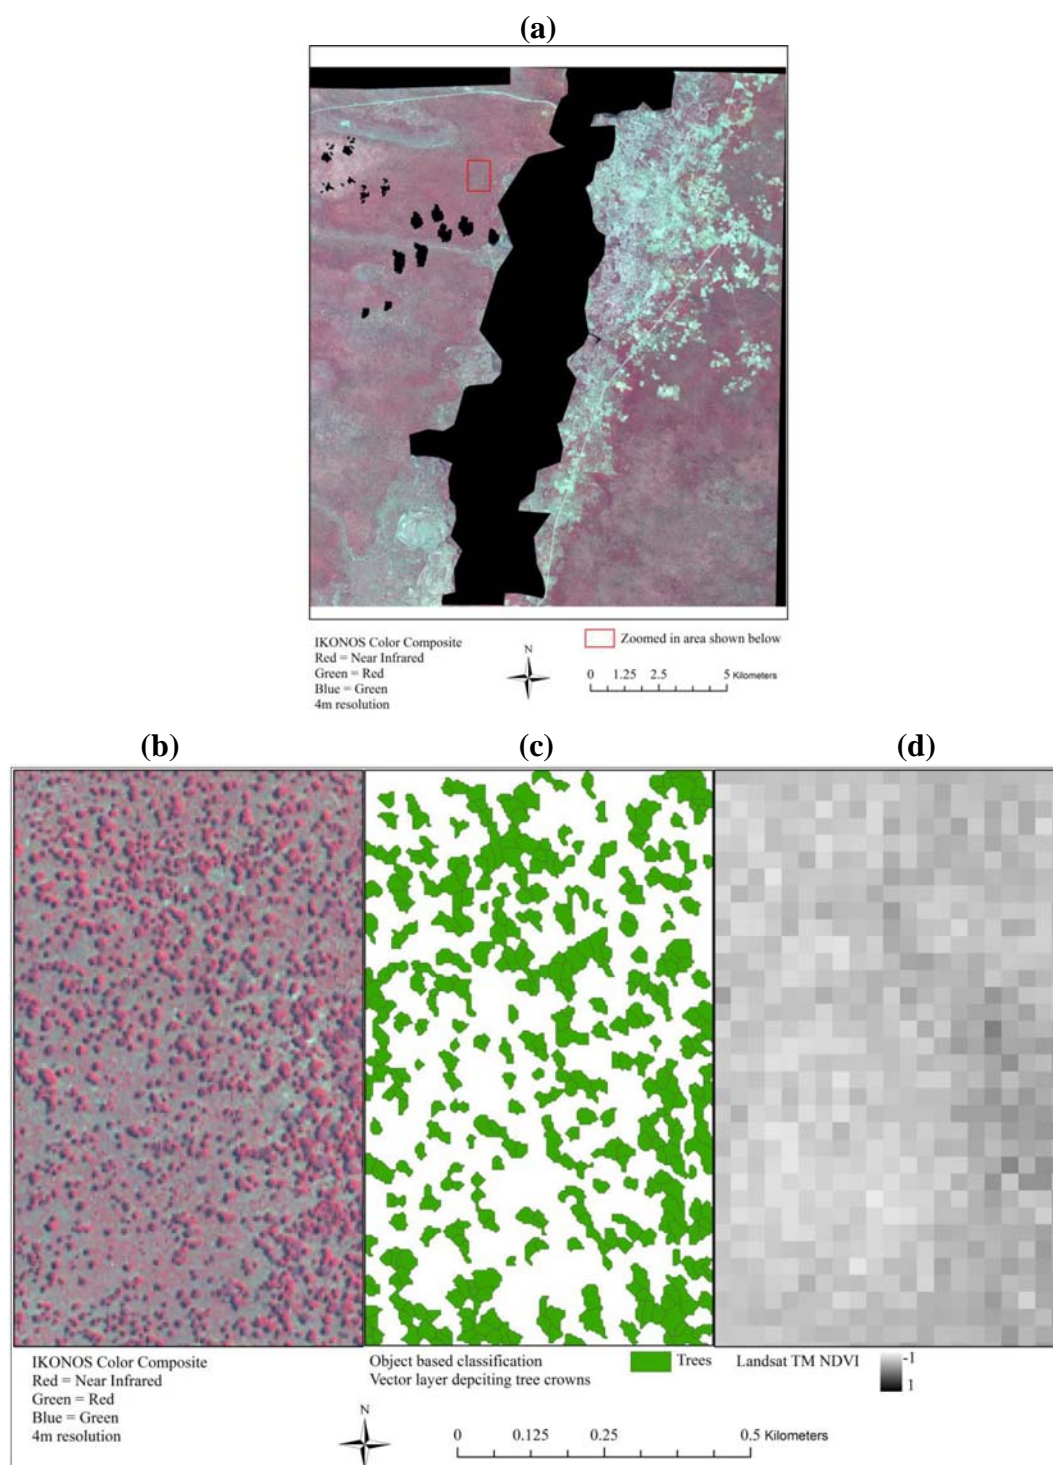 (a)
IKONOS Color Composite
Red = Near Infrared
Green = Red
Blue = Green
4m resolution
N
Zoomed in area shown below
0 1.25 2.5 5 Kilometers
(b) (c) (d)
IKONOS Color Composite
Red = Near Infrared
Green = Red
Blue = Green
4m resolution
Object based classification
Vector layer depciting tree crowns
Trees
Landsat TM NDVI
-1
1
N
0 0.125 0.25 0.5 Kilometers